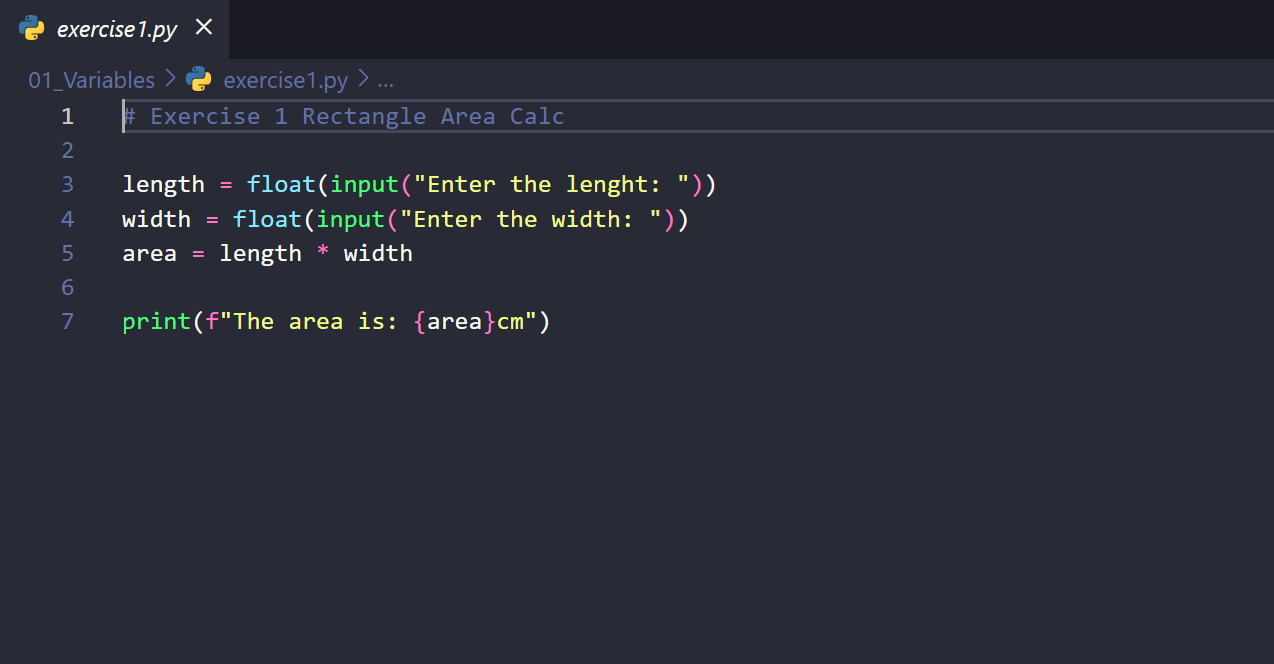 exercise1.py
01_Variables > exercise1.py > ...
1 # Exercise 1 Rectangle Area Calc
2
3 length = float(input("Enter the lenght: "))
4 width = float(input("Enter the width: "))
5 area = length * width
6
7 print(f"The area is: {area}cm")